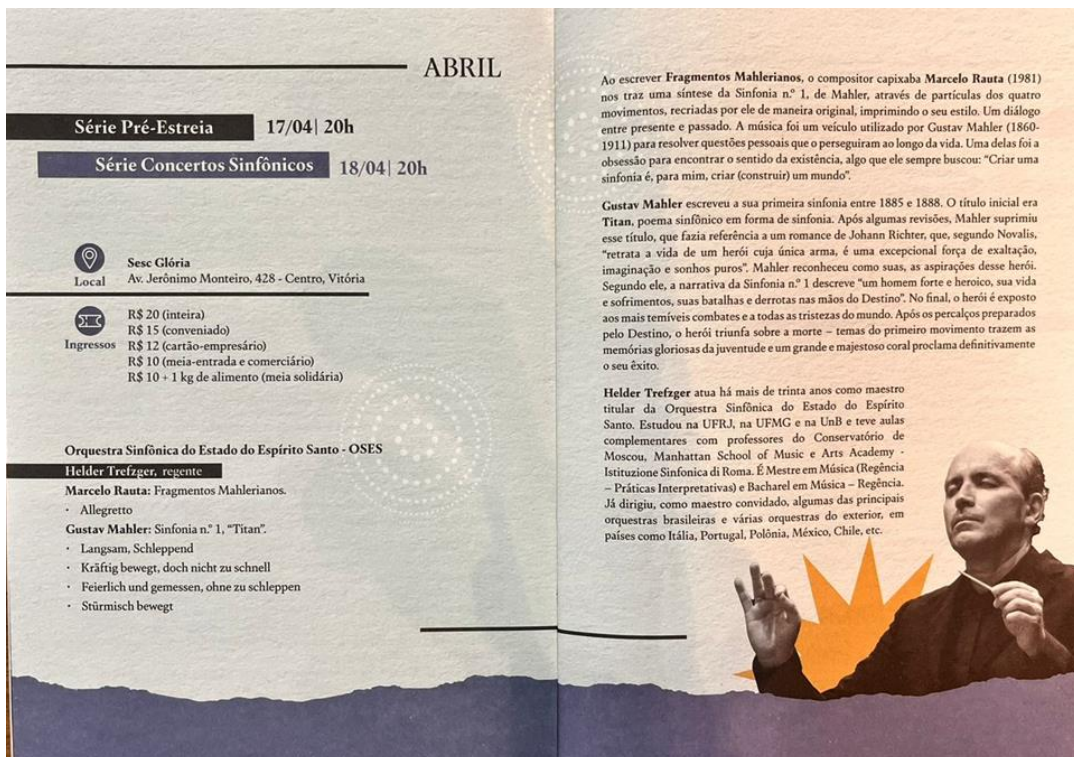 ABRIL
Série Pré-Estreia 17/04| 20h
Série Concertos Sinfônicos 18/04| 20h
Local
Sesc Glória
Av. Jerônimo Monteiro, 428 - Centro, Vitória
Ingressos
R$ 20 (inteira)
R$ 15 (conveniado)
R$ 12 (cartão-empresário)
R$ 10 (meia-entrada e comerciário)
R$ 10 + 1 kg de alimento (meia solidária)
Orquestra Sinfônica do Estado do Espírito Santo - OSES
Helder Trefzger, regente
Marcelo Rauta: Fragmentos Mahlerianos.
· Allegretto
Gustav Mahler: Sinfonia n.º 1, “Titan”.
· Langsam, Schleppend
· Kräftig bewegt, doch nicht zu schnell
· Feierlich und gemessen, ohne zu schleppen
· Stürmisch bewegt
Ao escrever Fragmentos Mahlerianos, o compositor capixaba Marcelo Rauta (1981)
nos traz uma síntese da Sinfonia n.º 1, de Mahler, através de partículas dos quatro
movimentos, recriadas por ele de maneira original, imprimindo o seu estilo. Um diálogo
entre presente e passado. A música foi um veículo utilizado por Gustav Mahler (1860-
1911) para resolver questões pessoais que o perseguiram ao longo da vida. Uma delas foi a
obsessão para encontrar o sentido da existência, algo que ele sempre buscou: “Criar uma
sinfonia é, para mim, criar (construir) um mundo”.
Gustav Mahler escreveu a sua primeira sinfonia entre 1885 e 1888. O título inicial era
Titan, poema sinfônico em forma de sinfonia. Após algumas revisões, Mahler suprimiu
esse título, que fazia referência a um romance de Johann Richter, que, segundo Novalis,
“retrata a vida de um herói cuja única arma, é uma excepcional força de exaltação,
imaginação e sonhos puros”. Mahler reconheceu como suas, as aspirações desse herói.
Segundo ele, a narrativa da Sinfonia n.º 1 descreve “um homem forte e heroico, sua vida
e sofrimentos, suas batalhas e derrotas nas mãos do Destino”. No final, o herói é exposto
aos mais temíveis combates e a todas as tristezas do mundo. Após os percalços preparados
pelo Destino, o herói triunfa sobre a morte – temas do primeiro movimento trazem as
memórias gloriosas da juventude e um grande e majestoso coral proclama definitivamente
o seu êxito.
Helder Trefzger atua há mais de trinta anos como maestro
titular da Orquestra Sinfônica do Estado do Espírito
Santo. Estudou na UFRJ, na UFMG e na UnB e teve aulas
complementares com professores do Conservatório de
Moscou, Manhattan School of Music e Arts Academy -
Istituzione Sinfonica di Roma. É Mestre em Música (Regência
– Práticas Interpretativas) e Bacharel em Música – Regência.
Já dirigiu, como maestro convidado, algumas das principais
orquestras brasileiras e várias orquestras do exterior, em
países como Itália, Portugal, Polônia, México, Chile, etc.